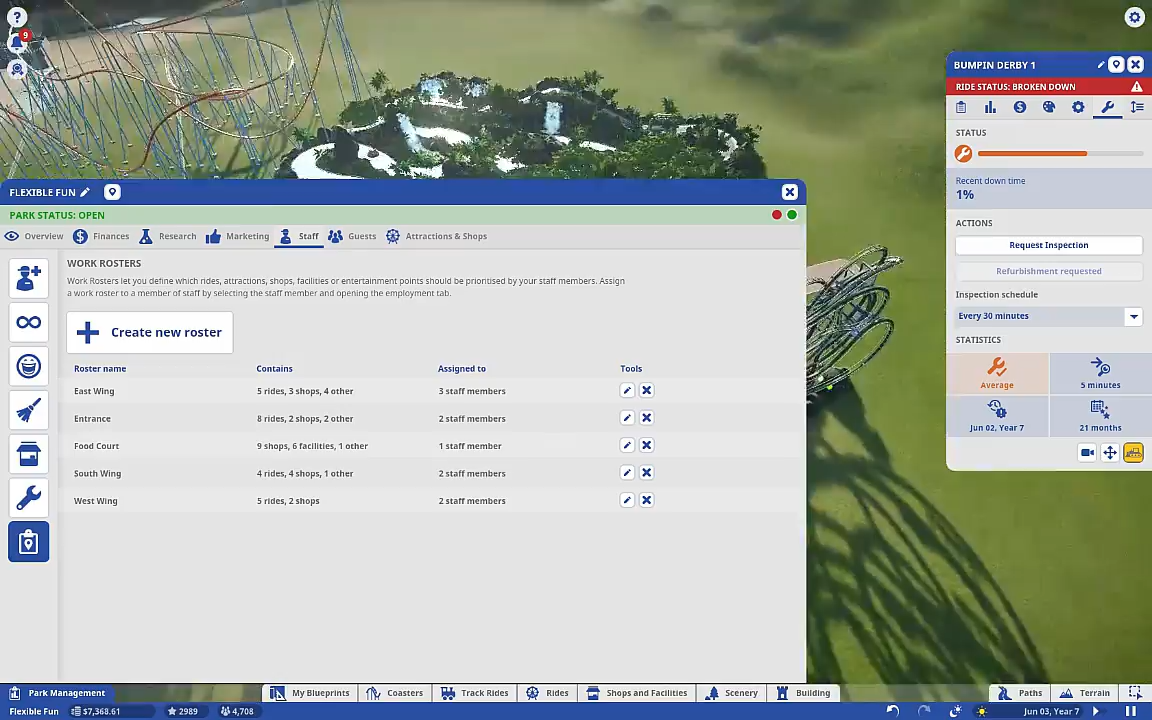 ?
9
BUMPIN DERBY 1
RIDE STATUS: BROKEN DOWN
STATUS
Recent down time
1%
ACTIONS
Request Inspection
Refurbishment requested
Inspection schedule
Every 30 minutes
STATISTICS
Average
5 minutes
Jun 02, Year 7
21 months
FLEXIBLE FUN
PARK STATUS: OPEN
Overview
Finances
Research
Marketing
Staff
Guests
Attractions & Shops
WORK ROSTERS
Work Rosters let you define which rides, attractions, shops, facilities or entertainment points should be prioritised by your staff members. Assign
a work roster to a member of staff by selecting the staff member and opening the employment tab.
Create new roster
Roster name Contains Assigned to Tools
East Wing 5 rides, 3 shops, 4 other 3 staff members
Entrance 8 rides, 2 shops, 2 other 2 staff members
Food Court 9 shops, 6 facilities, 1 other 1 staff member
South Wing 4 rides, 4 shops, 1 other 2 staff members
West Wing 5 rides, 2 shops 2 staff members
Park Management
My Blueprints
Coasters
Track Rides
Rides
Shops and Facilities
Scenery
Building
Paths
Terrain
Flexible Fun $7,368.61 2989 4,708 Jun 03, Year 7